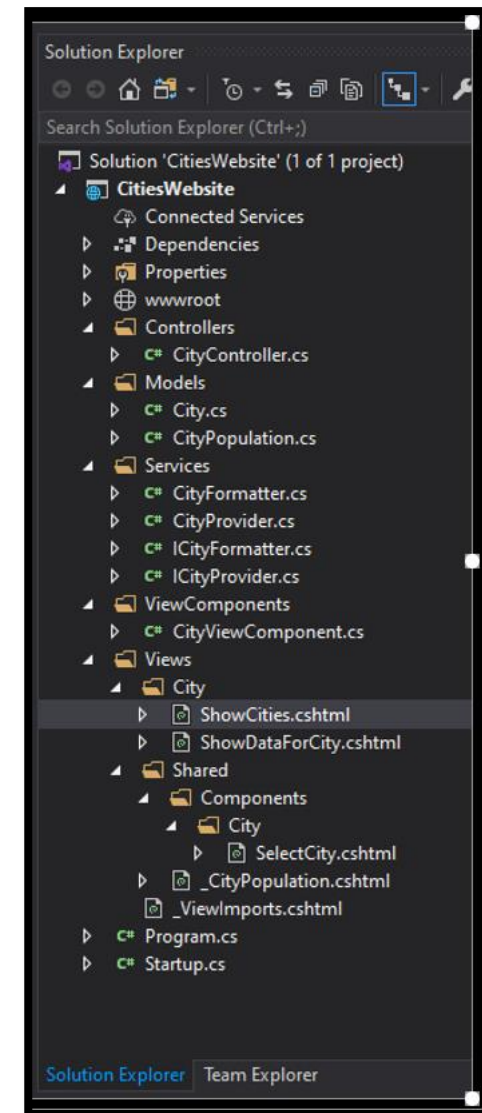 Solution Explorer
Search Solution Explorer (Ctrl+;)
Solution 'CitiesWebsite' (1 of 1 project)
CitiesWebsite
Connected Services
Dependencies
Properties
wwwroot
Controllers
C# CityController.cs
Models
C# City.cs
C# CityPopulation.cs
Services
C# CityFormatter.cs
C# CityProvider.cs
C# ICityFormatter.cs
C# ICityProvider.cs
ViewComponents
C# CityViewComponent.cs
Views
City
ShowCities.cshtml
ShowDataForCity.cshtml
Shared
Components
City
SelectCity.cshtml
_CityPopulation.cshtml
_ViewImports.cshtml
C# Program.cs
C# Startup.cs
Solution Explorer Team Explorer